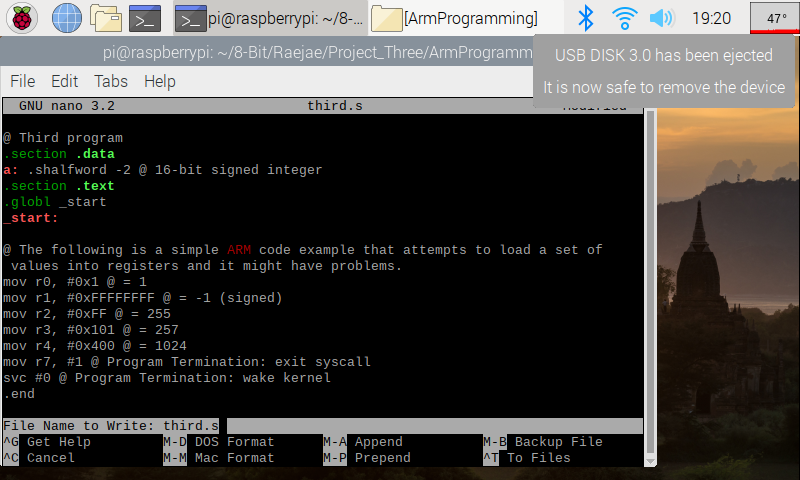 pi@raspberrypi: ~/8-...
[ArmProgramming]
19:20
47°
pi@raspberrypi: ~/8-Bit/Raejae/Project_Three/ArmProgramm
USB DISK 3.0 has been ejected
It is now safe to remove the device
File Edit Tabs Help
GNU nano 3.2 third.s
@ Third program
.section .data
a: .shalfword -2 @ 16-bit signed integer
.section .text
.globl _start
_start:
@ The following is a simple ARM code example that attempts to load a set of
values into registers and it might have problems.
mov r0, #0x1 @ = 1
mov r1, #0xFFFFFFFF @ = -1 (signed)
mov r2, #0xFF @ = 255
mov r3, #0x101 @ = 257
mov r4, #0x400 @ = 1024
mov r7, #1 @ Program Termination: exit syscall
svc #0 @ Program Termination: wake kernel
.end
File Name to Write: third.s
^G Get Help M-D DOS Format M-A Append M-B Backup File
^C Cancel M-M Mac Format M-P Prepend ^T To Files